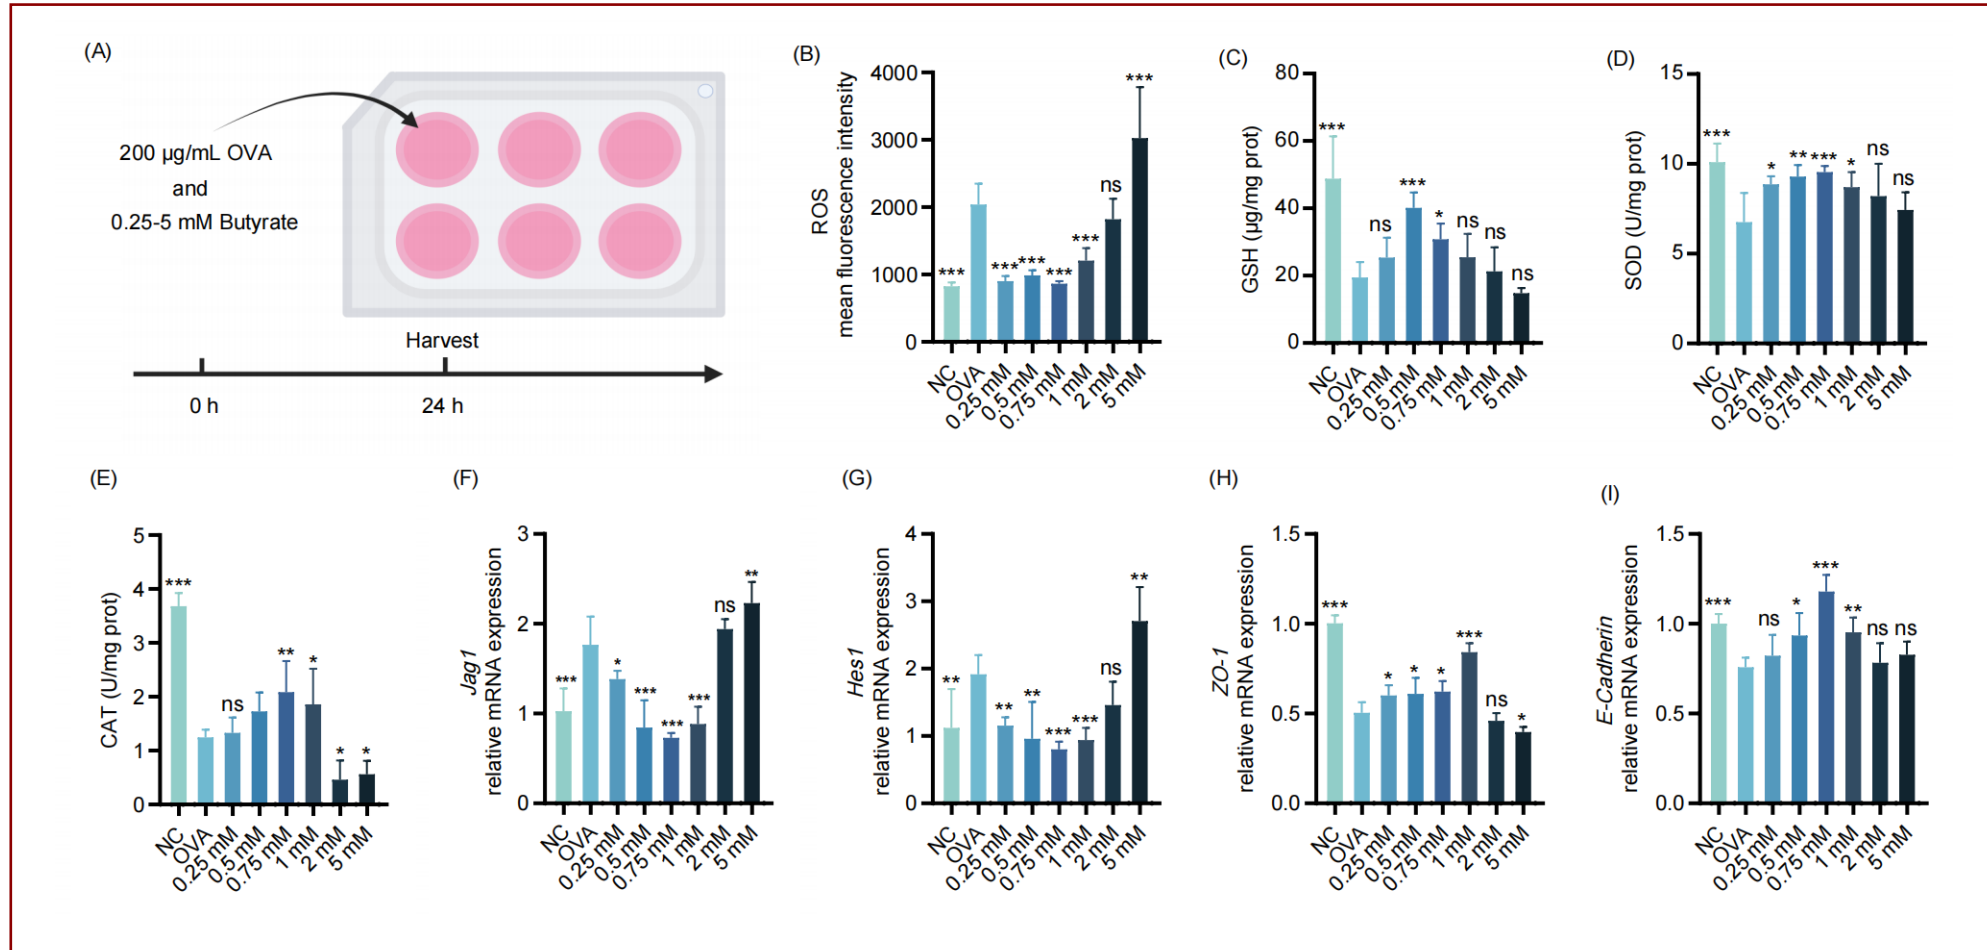 (A)
200 µg/mL OVA
and
0.25-5 mM Butyrate
Harvest
0 h
24 h
(B)
ROS
mean fluorescence intensity
4000
3000
2000
1000
0
***
***
***
***
***
ns
***
NC
OVA
0.25 mM
0.5 mM
0.75 mM
1 mM
2 mM
5 mM
(C)
GSH (µg/mg prot)
80
60
40
20
0
***
ns
***
*
ns
ns
ns
NC
OVA
0.25 mM
0.5 mM
0.75 mM
1 mM
2 mM
5 mM
(D)
SOD (U/mg prot)
15
10
5
0
***
*
**
***
*
ns
ns
NC
OVA
0.25 mM
0.5 mM
0.75 mM
1 mM
2 mM
5 mM
(E)
CAT (U/mg prot)
5
4
3
2
1
0
***
ns
**
*
*
*
NC
OVA
0.25 mM
0.5 mM
0.75 mM
1 mM
2 mM
5 mM
(F)
Jag1
relative mRNA expression
3
2
1
0
***
*
***
***
***
ns
**
NC
OVA
0.25 mM
0.5 mM
0.75 mM
1 mM
2 mM
5 mM
(G)
Hes1
relative mRNA expression
4
3
2
1
0
**
**
**
***
***
ns
**
NC
OVA
0.25 mM
0.5 mM
0.75 mM
1 mM
2 mM
5 mM
(H)
ZO-1
relative mRNA expression
1.5
1.0
0.5
0.0
***
*
*
*
***
ns
*
NC
OVA
0.25 mM
0.5 mM
0.75 mM
1 mM
2 mM
5 mM
(I)
E-Cadherin
relative mRNA expression
1.5
1.0
0.5
0.0
***
ns
*
***
**
ns
ns
NC
OVA
0.25 mM
0.5 mM
0.75 mM
1 mM
2 mM
5 mM